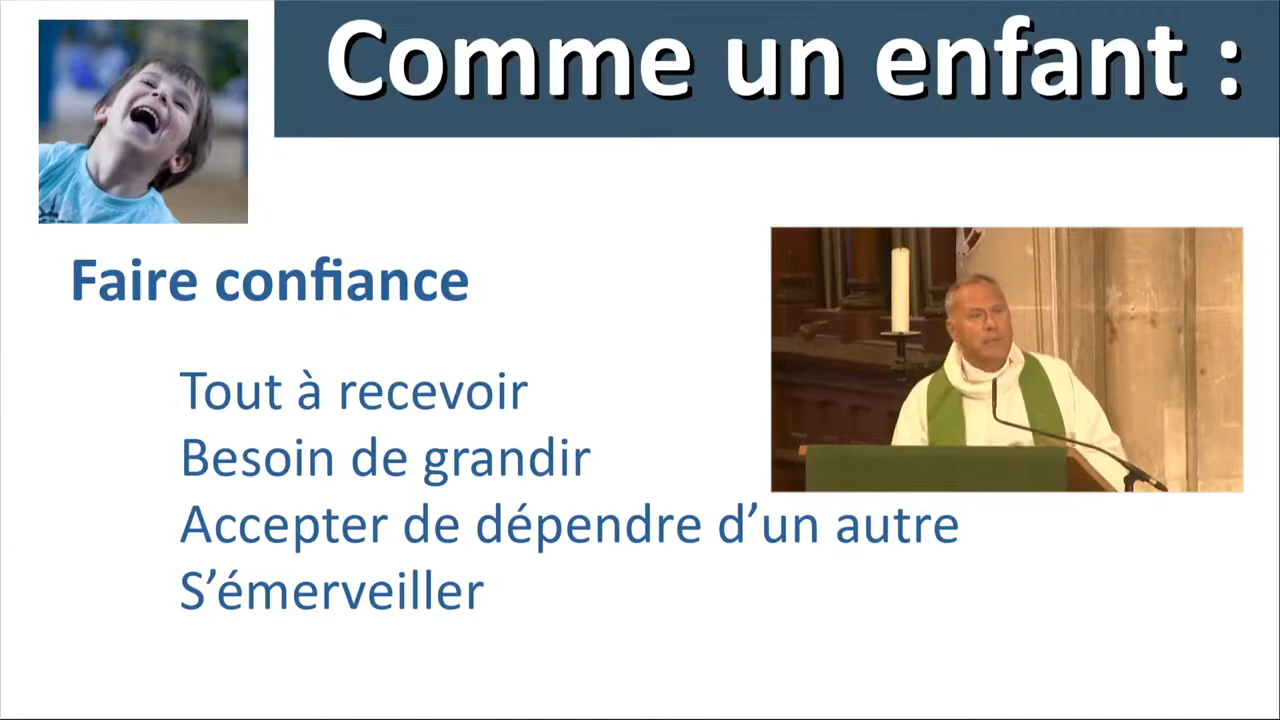 Comme un enfant :
Faire confiance
Tout à recevoir
Besoin de grandir
Accepter de dépendre d’un autre
S’émerveiller